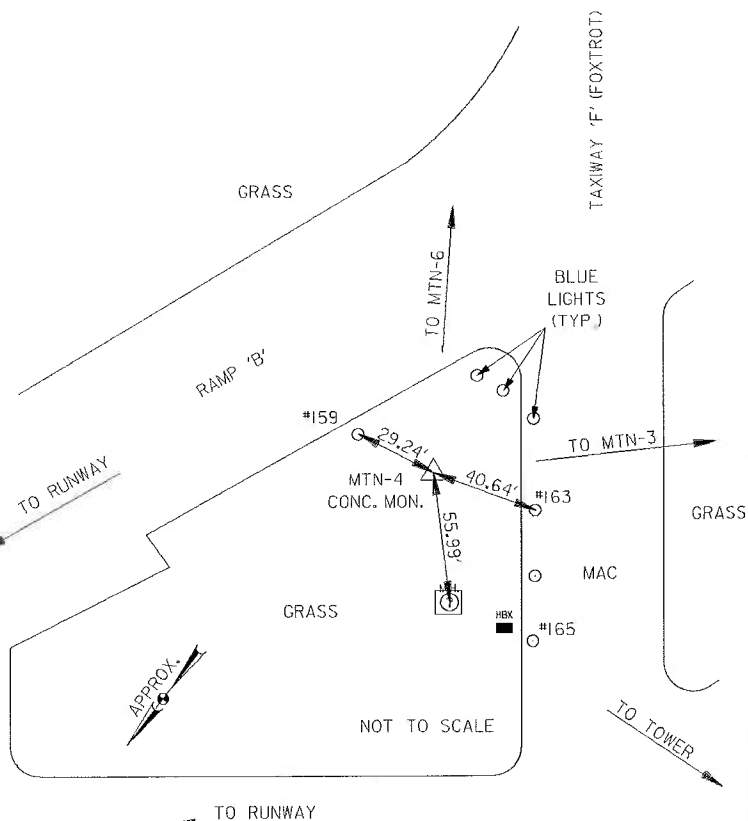 TAXIWAY 'F' (FOXTROT)
GRASS
TO MTN-6
BLUE
LIGHTS
(TYP.)
RAMP 'B'
#159
29.24'
TO MTN-3
MTN-4
CONC. MON.
40.64'
#163
TO RUNWAY
55.99'
GRASS
MAC
GRASS
HBX
#165
APPROX.
NOT TO SCALE
TO TOWER
TO RUNWAY